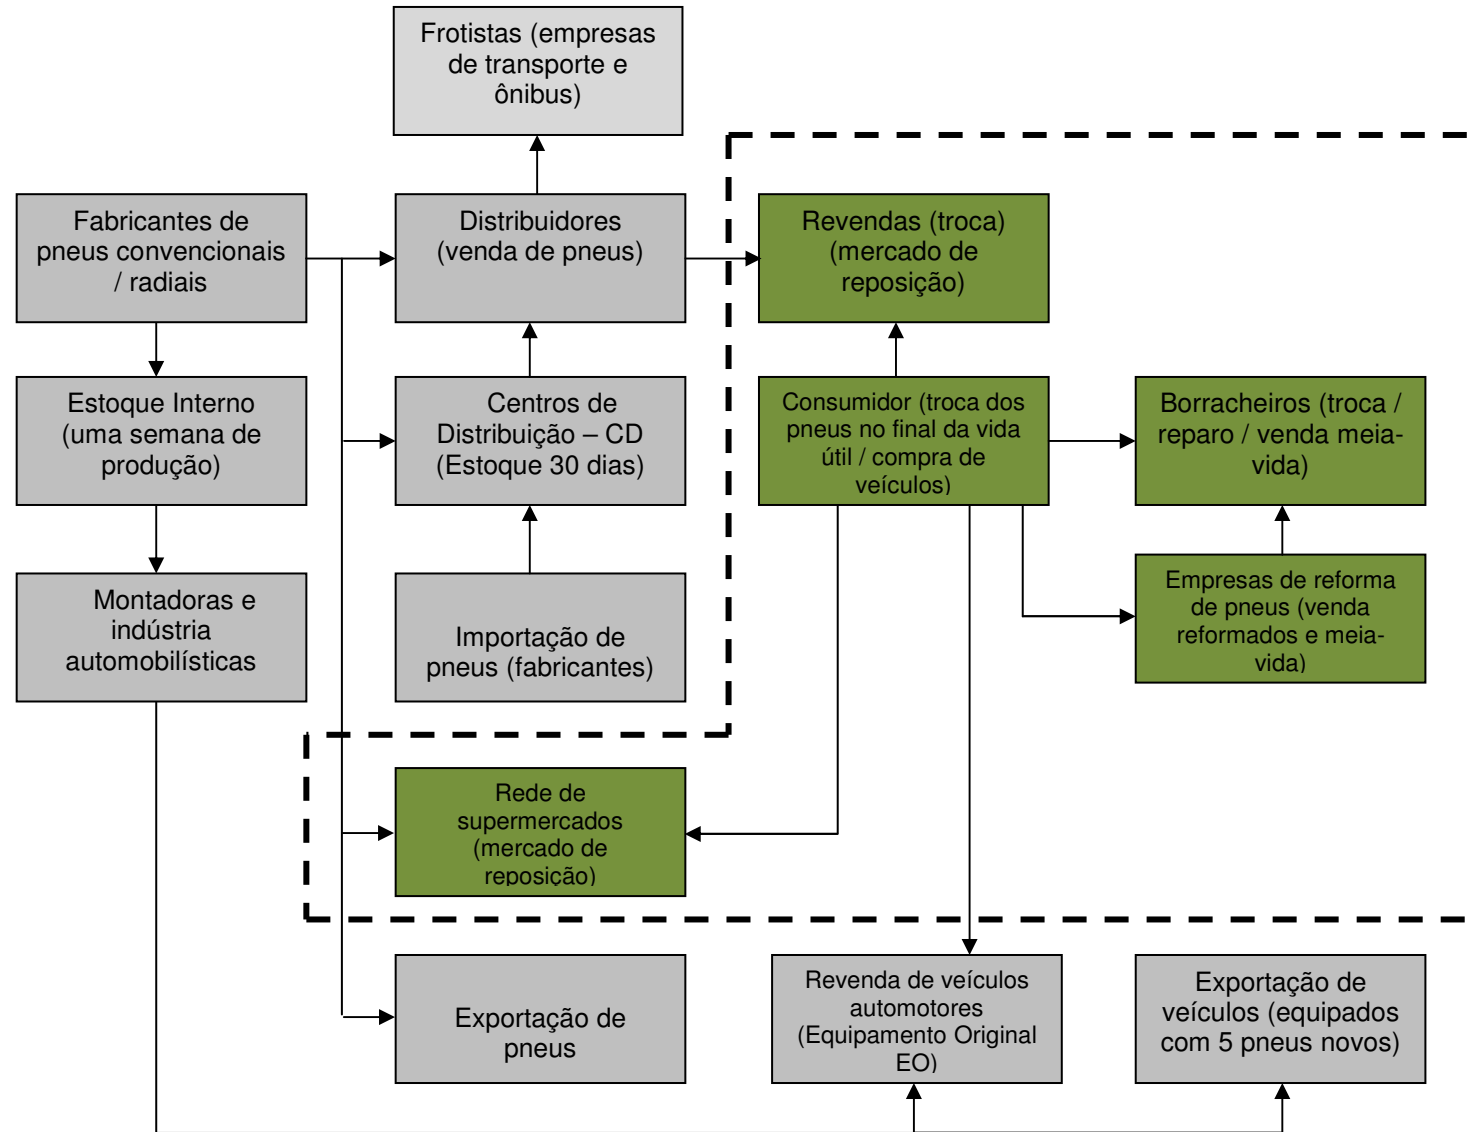 Frotistas (empresas
de transporte e
ônibus)
Fabricantes de
pneus convencionais
/ radiais
Distribuidores
(venda de pneus)
Revendas (troca)
(mercado de
reposição)
Estoque Interno
(uma semana de
produção)
Centros de
Distribuição – CD
(Estoque 30 dias)
Consumidor (troca dos
pneus no final da vida
útil / compra de
veículos)
Borracheiros (troca /
reparo / venda meia-
vida)
Montadoras e
indústria
automobilísticas
Importação de
pneus (fabricantes)
Empresas de reforma
de pneus (venda
reformados e meia-
vida)
Rede de
supermercados
(mercado de
reposição)
Exportação de
pneus
Revenda de veículos
automotores
(Equipamento Original
EO)
Exportação de
veículos (equipados
com 5 pneus novos)